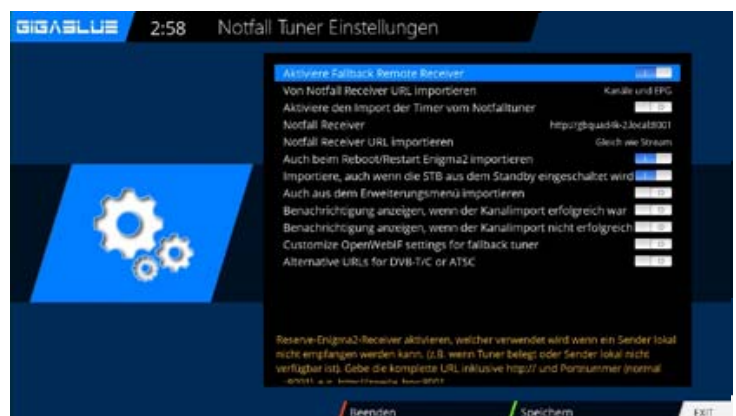 GIGABLUE 2:58 Notfall Tuner Einstellungen
Aktiviere Fallback Remote Receiver
Von Notfall Receiver URL importieren Kanäle und EPG
Aktiviere den Import der Timer vom Notfalltuner
Notfall Receiver http://gbquad4k-2.local:8001
Notfall Receiver URL importieren Gleich wie Stream
Auch beim Reboot/Restart Enigma2 importieren
Importiere, auch wenn die STB aus dem Standby eingeschaltet wird
Auch aus dem Erweiterungsmenü importieren
Benachrichtigung anzeigen, wenn der Kanalimport erfolgreich war
Benachrichtigung anzeigen, wenn der Kanalimport nicht erfolgreich
Customize OpenWebIF settings for fallback tuner
Alternative URLs for DVB-T/C or ATSC
Reserve-Enigma2-Receiver aktivieren, welcher verwendet wird wenn ein Sender lokal
nicht empfangen werden kann. (z.B. wenn Tuner belegt oder Sender lokal nicht
verfügbar ist). Gebe die komplette URL inklusive http:// und Portnummer (normal
Beenden Speichern EXIT